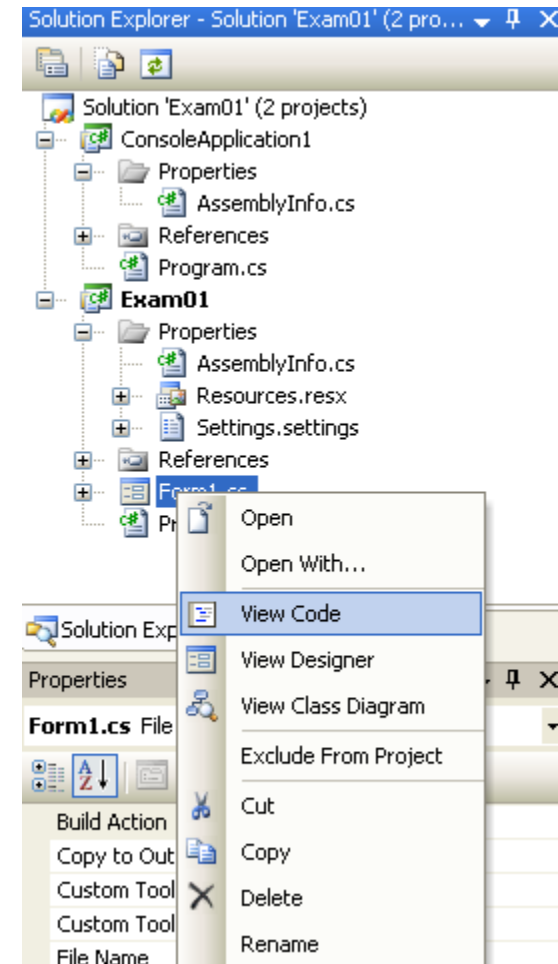 Solution Explorer - Solution 'Exam01' (2 pro...
Solution 'Exam01' (2 projects)
ConsoleApplication1
Properties
AssemblyInfo.cs
References
Program.cs
Exam01
Properties
AssemblyInfo.cs
Resources.resx
Settings.settings
References
Form1.cs
Pr
Open
Open With...
View Code
View Designer
View Class Diagram
Exclude From Project
Cut
Copy
Delete
Rename
Solution Exp
Properties
Form1.cs File
Build Action
Copy to Out
Custom Tool
Custom Tool
File Name